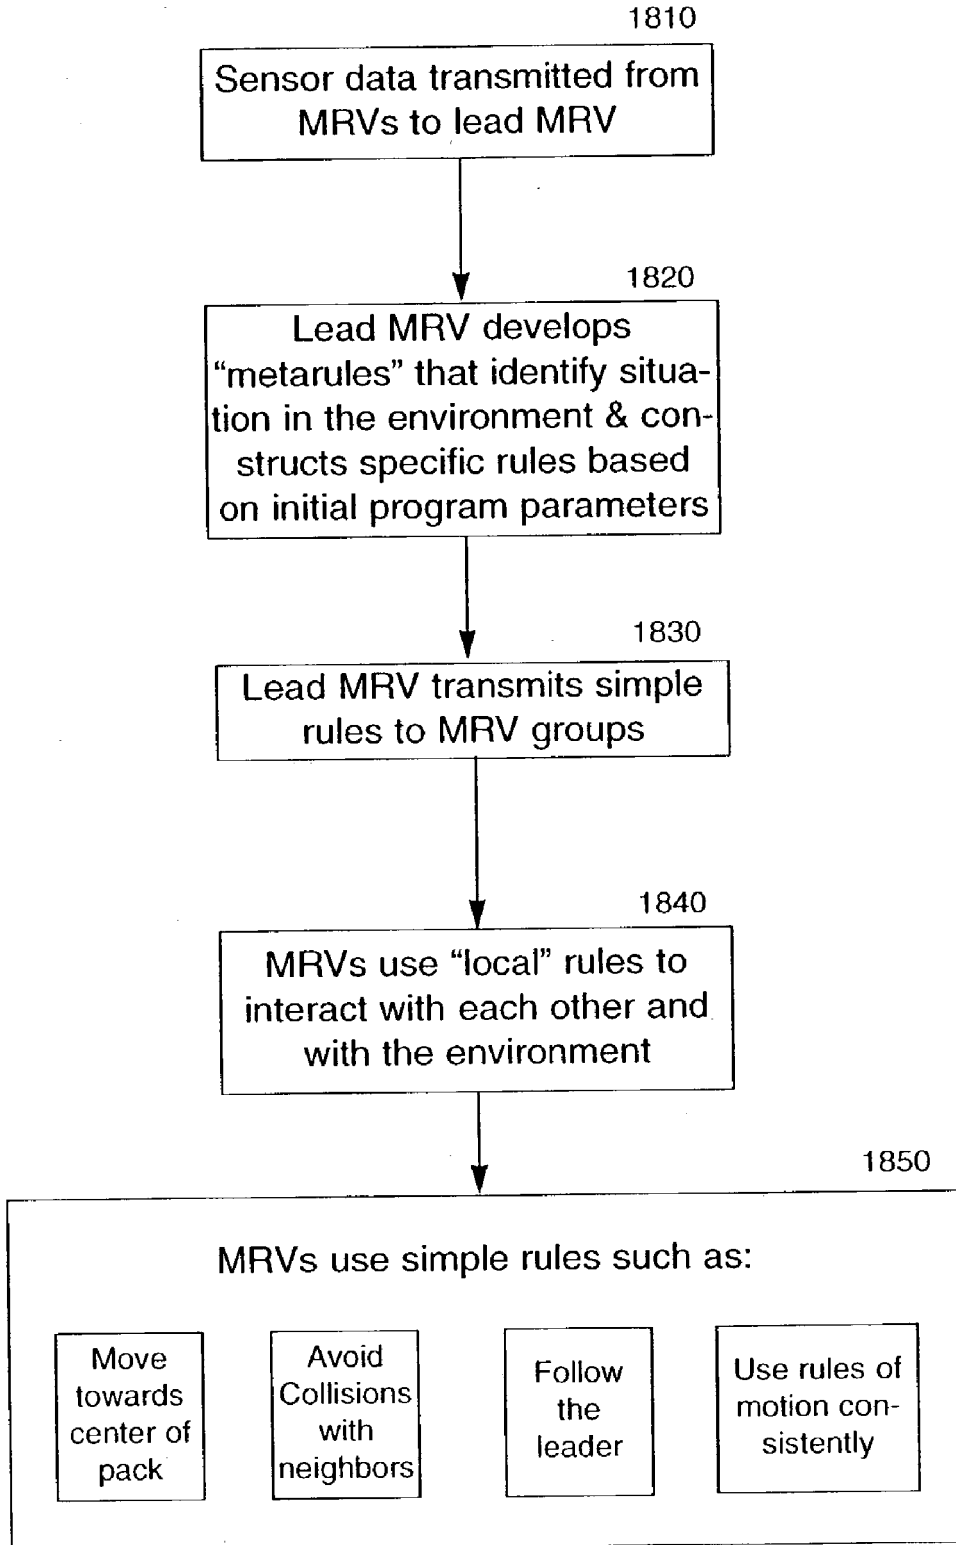 1810
Sensor data transmitted from
MRVs to lead MRV
1820
Lead MRV develops
“metarules” that identify situa-
tion in the environment & con-
structs specific rules based
on initial program parameters
1830
Lead MRV transmits simple
rules to MRV groups
1840
MRVs use “local” rules to
interact with each other and
with the environment
1850
MRVs use simple rules such as:
Move
towards
center of
pack
Avoid
Collisions
with
neighbors
Follow
the
leader
Use rules of
motion con-
sistently